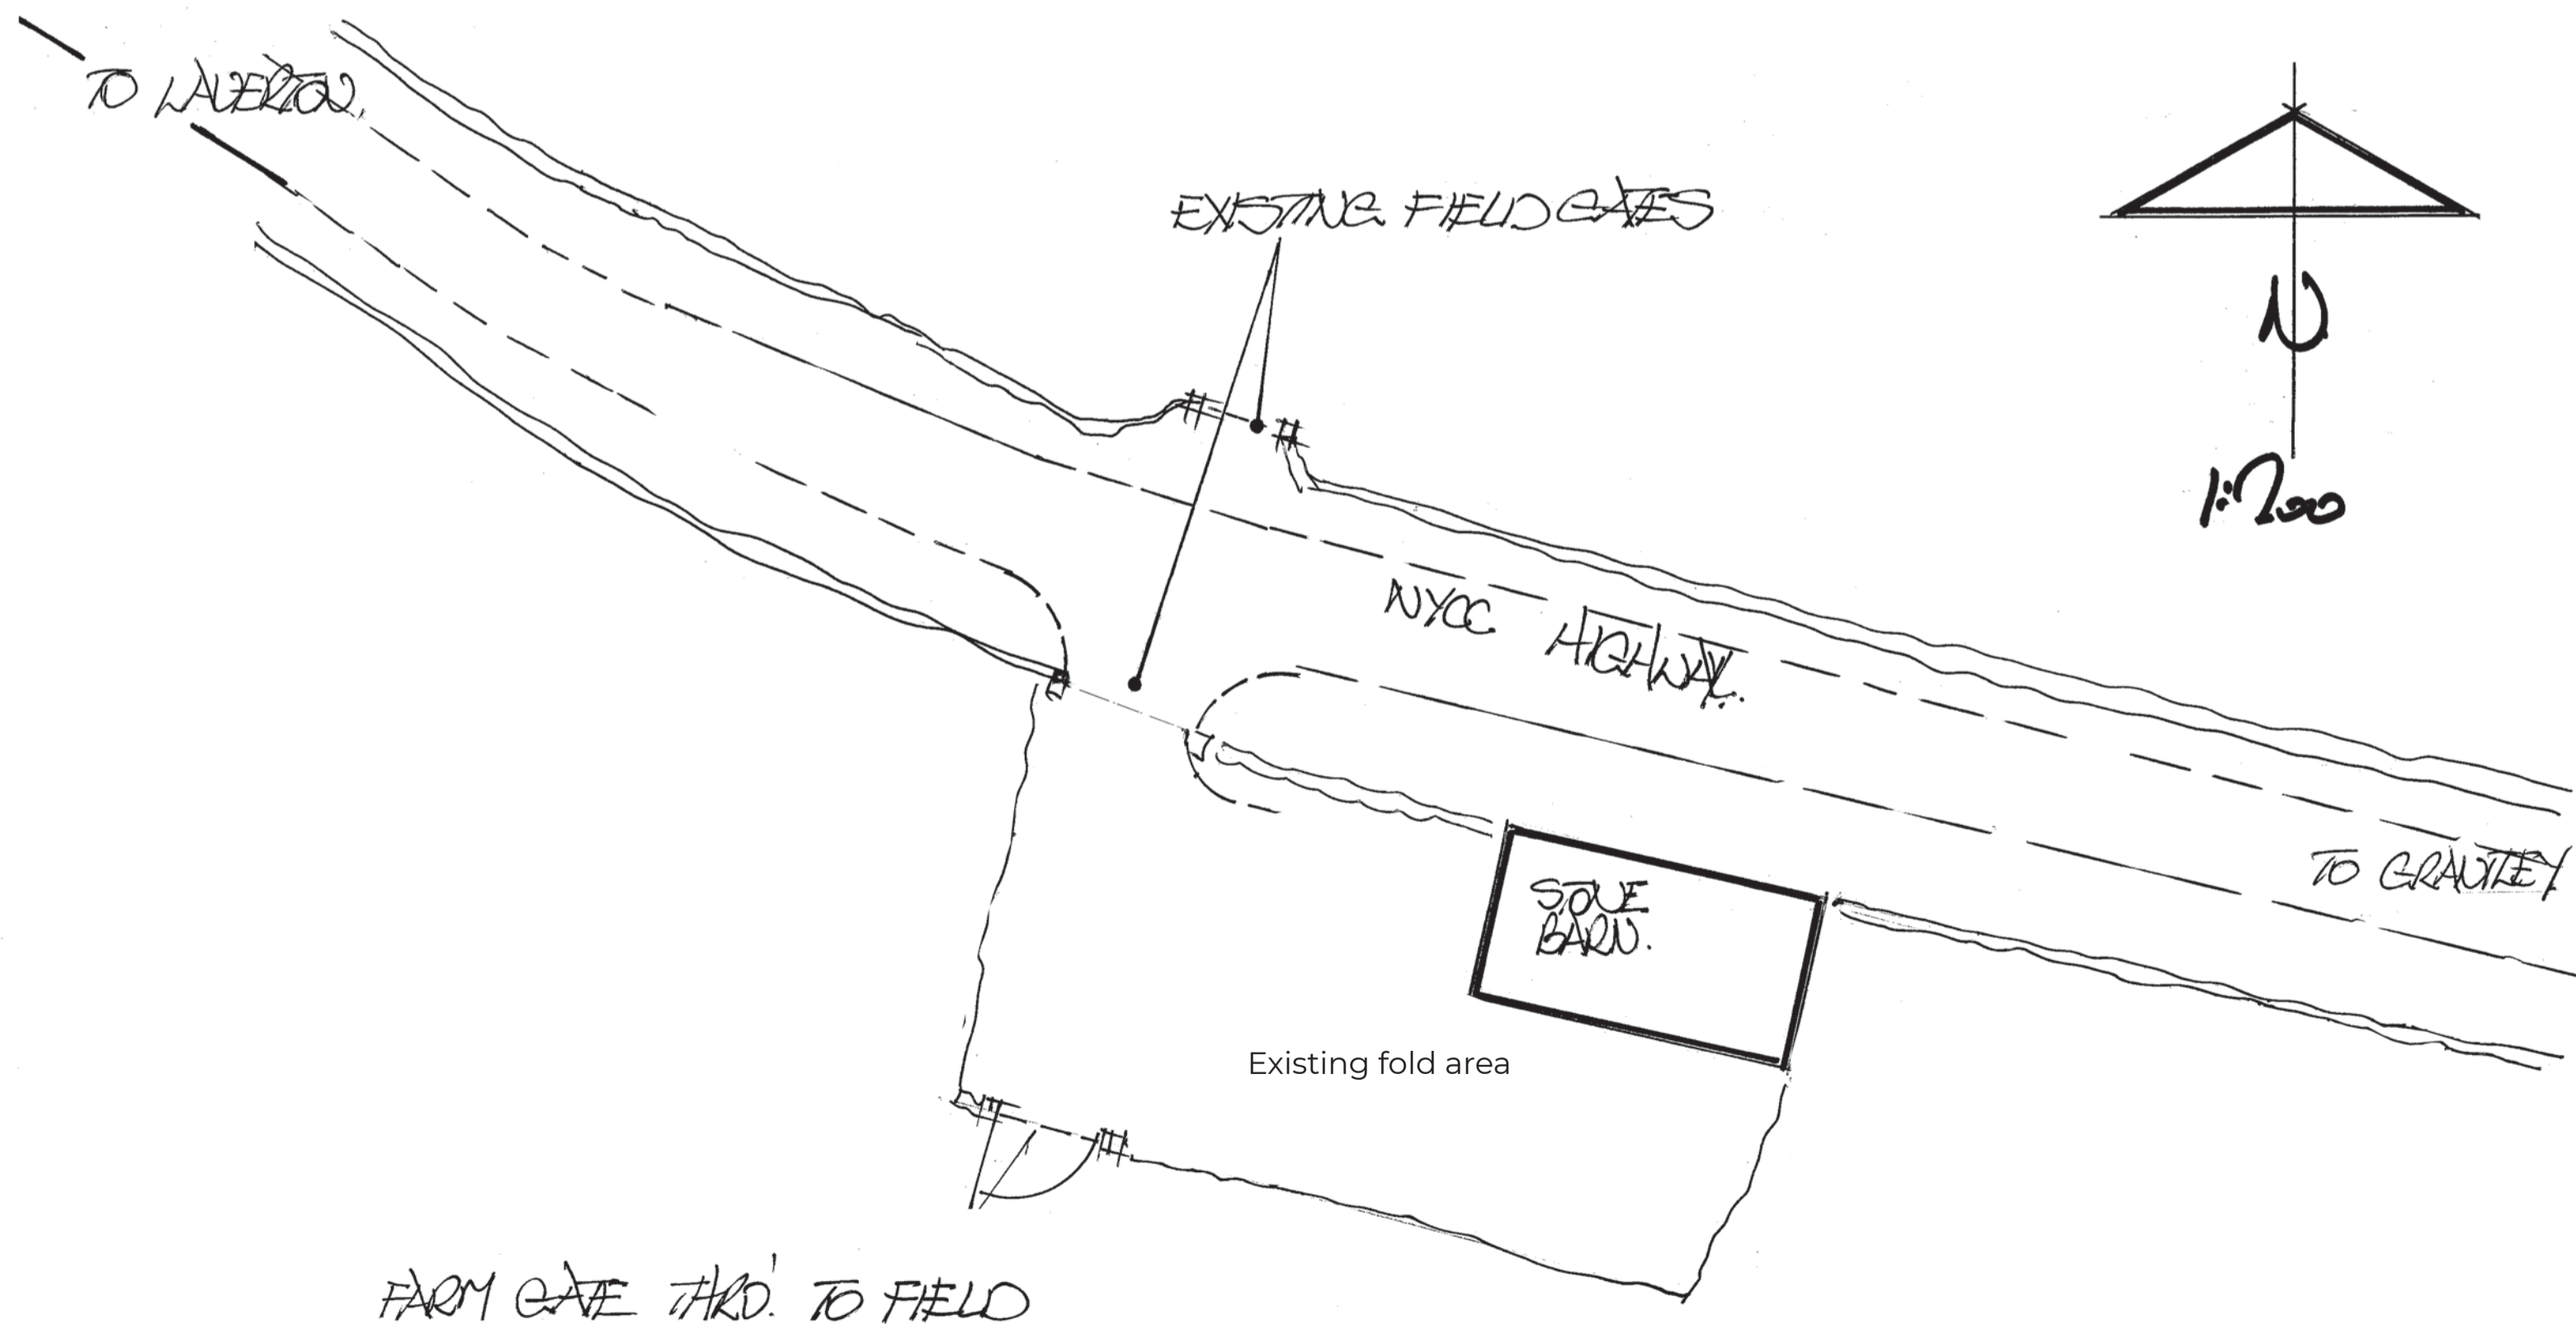 TO LAVERTON.
EXISTING FIELD GATES
N
1:200
NYCC HIGHWAY.
TO GRANTLEY
STONE
BARN.
Existing fold area
FARM GATE THRO'. TO FIELD